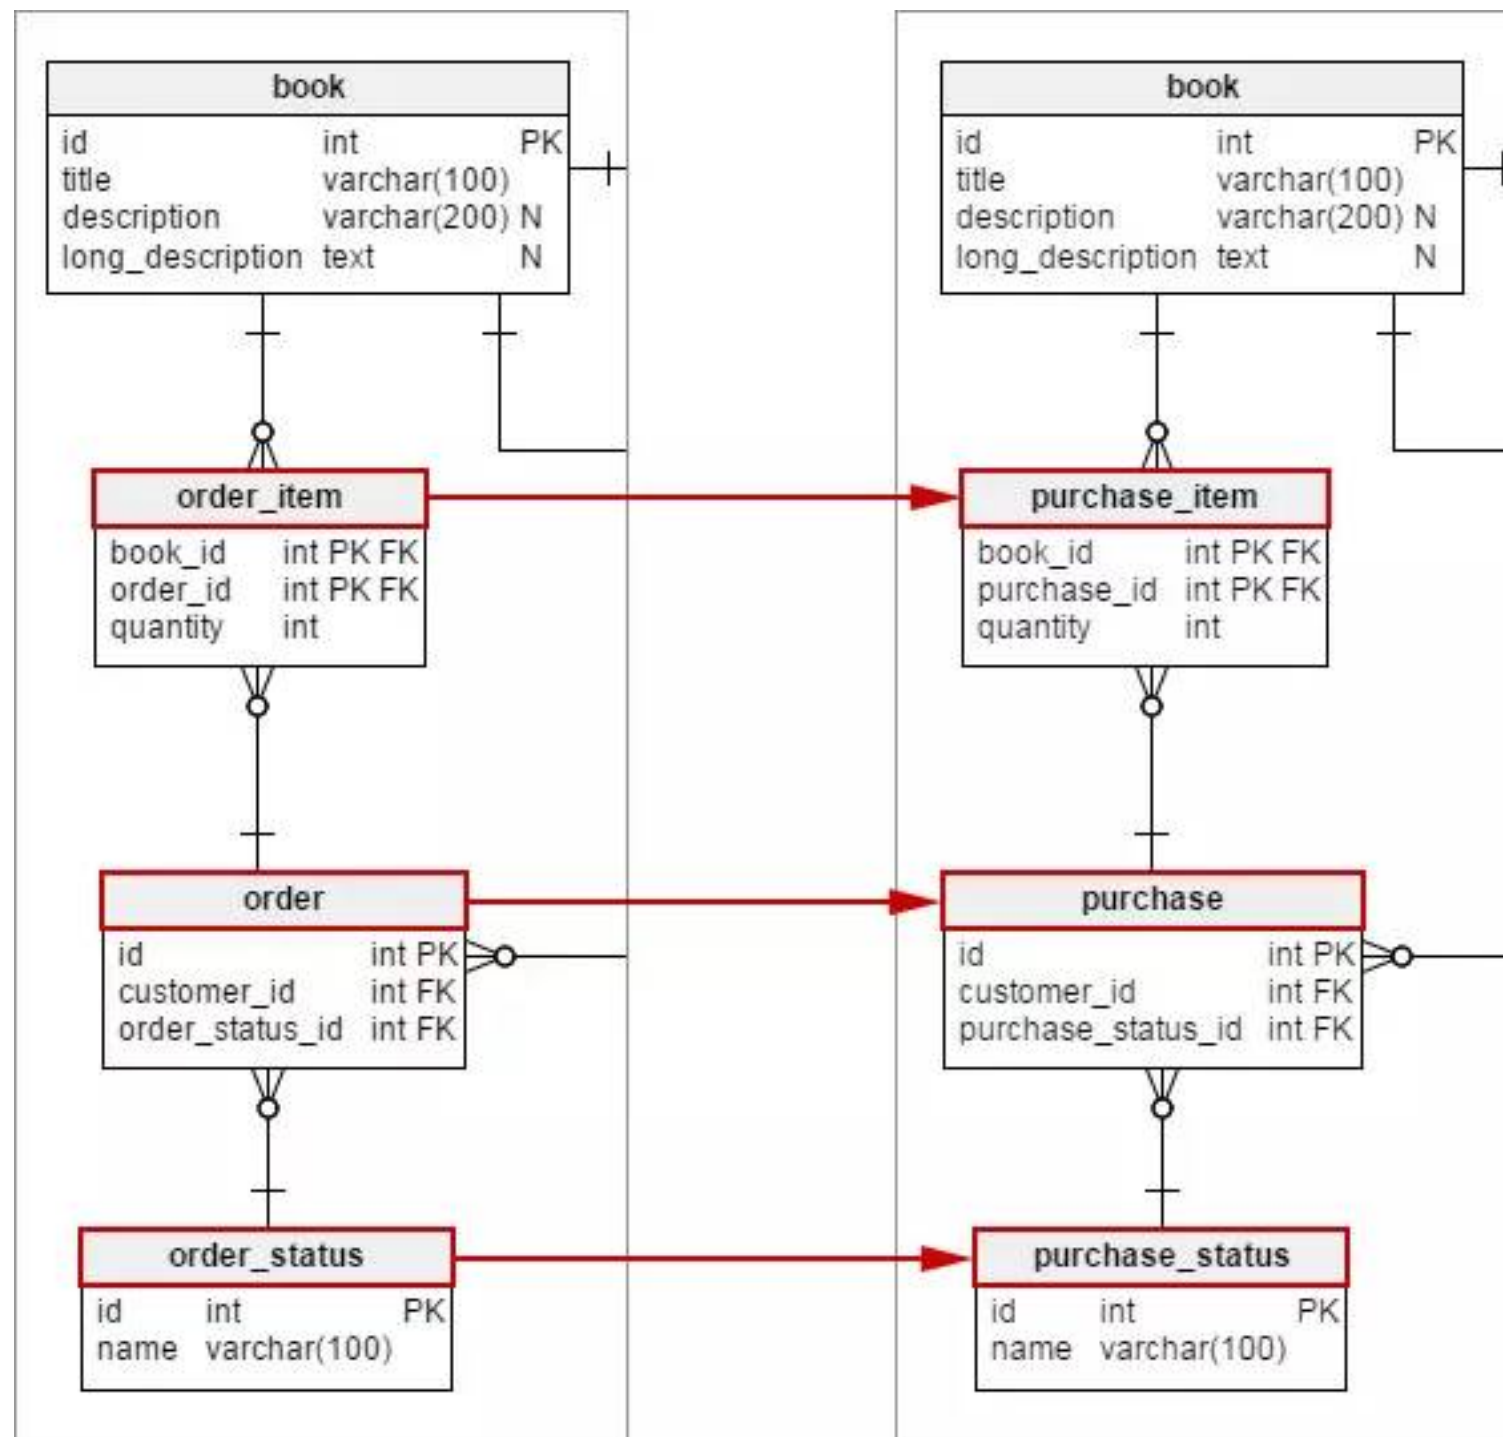 book
id int PK
title varchar(100)
description varchar(200) N
long_description text N
order_item
book_id int PK FK
order_id int PK FK
quantity int
order
id int PK
customer_id int FK
order_status_id int FK
order_status
id int PK
name varchar(100)
book
id int PK
title varchar(100)
description varchar(200) N
long_description text N
purchase_item
book_id int PK FK
purchase_id int PK FK
quantity int
purchase
id int PK
customer_id int FK
purchase_status_id int FK
purchase_status
id int PK
name varchar(100)